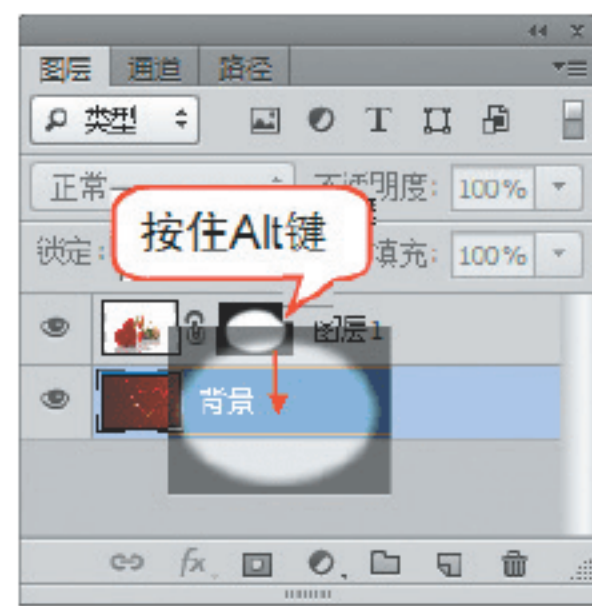 图层 通道 路径
类型 T
正常 不透明度: 100%
按住Alt键
锁定: 填充: 100%
图层1
背景
fx